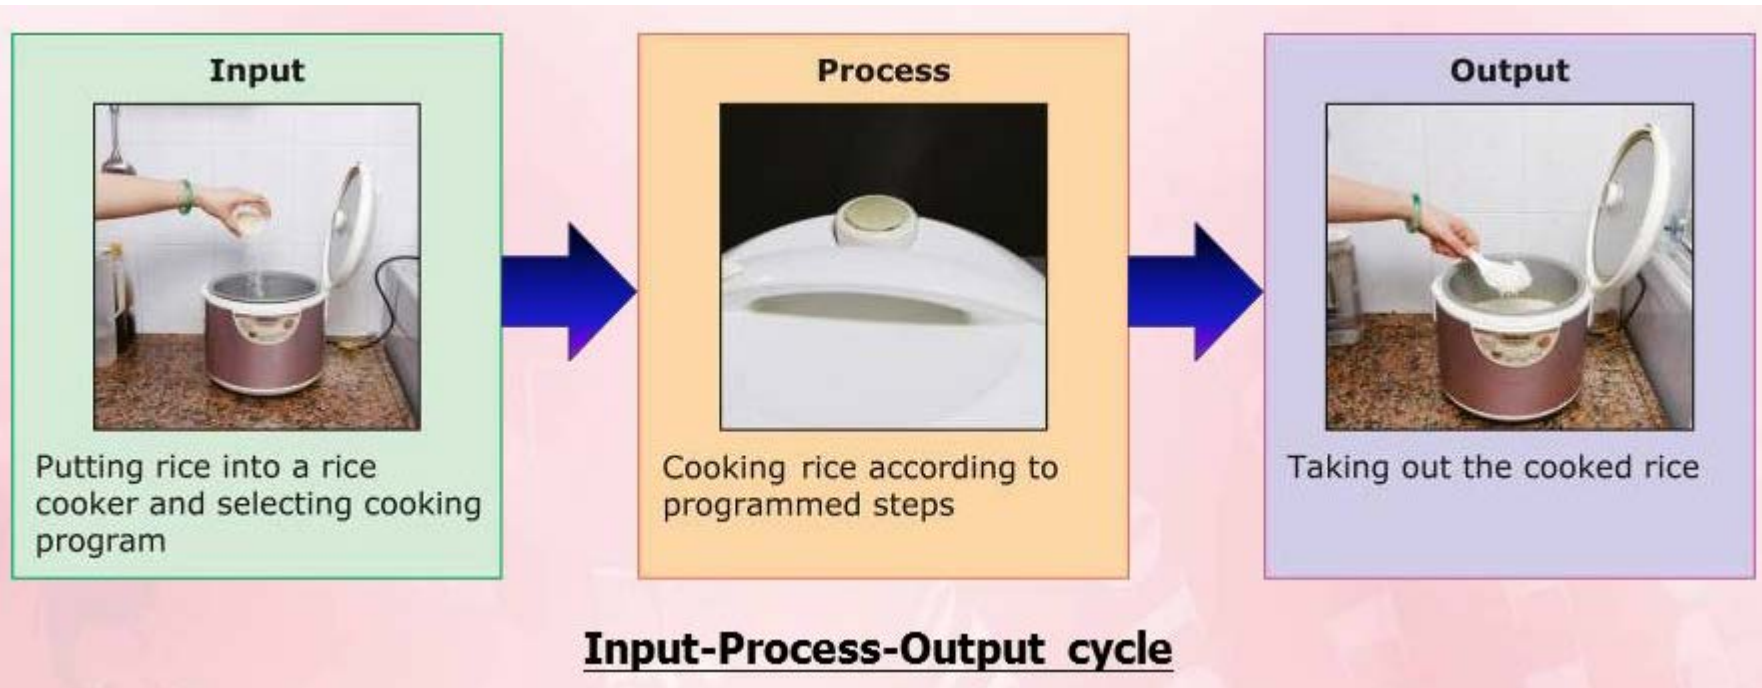 Input
Putting rice into a rice
cooker and selecting cooking
program
Process
Cooking rice according to
programmed steps
Output
Taking out the cooked rice
Input-Process-Output cycle